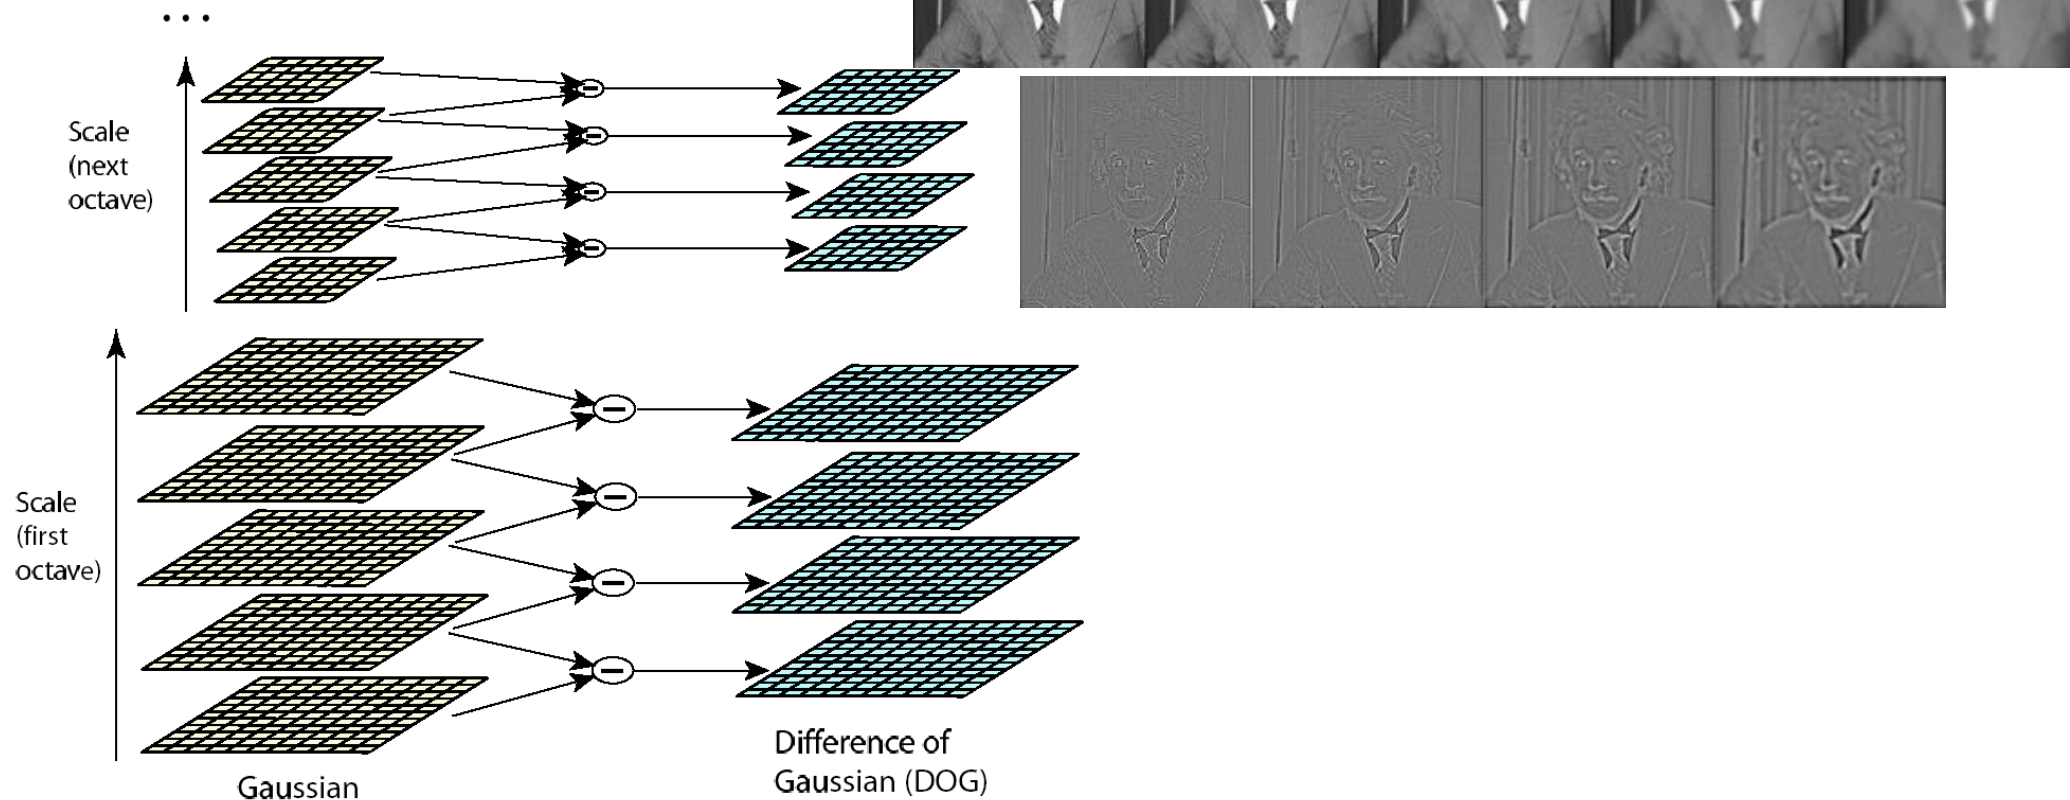 ...
Scale
(next
octave)
Scale
(first
octave)
Difference of
Gaussian (DOG)
Gaussian